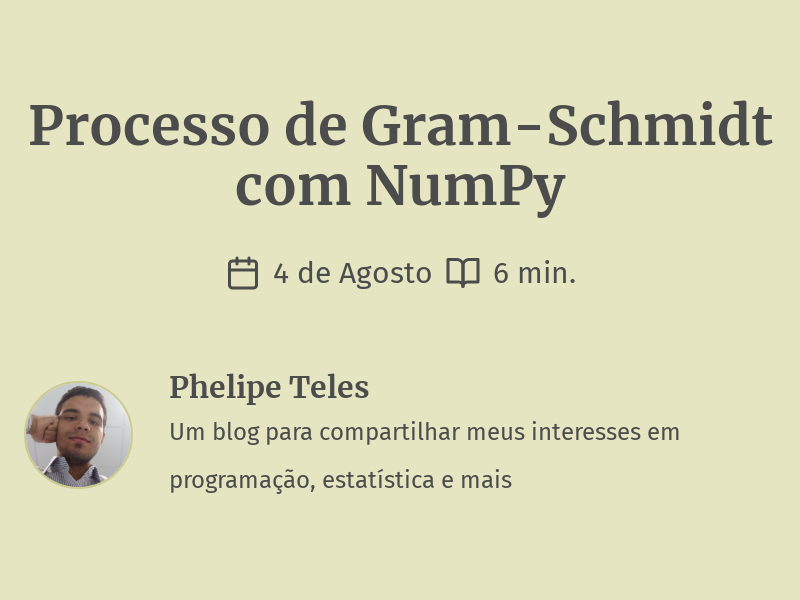 Processo de Gram-Schmidt
com NumPy
4 de Agosto 6 min.
Phelipe Teles
Um blog para compartilhar meus interesses em
programação, estatística e mais